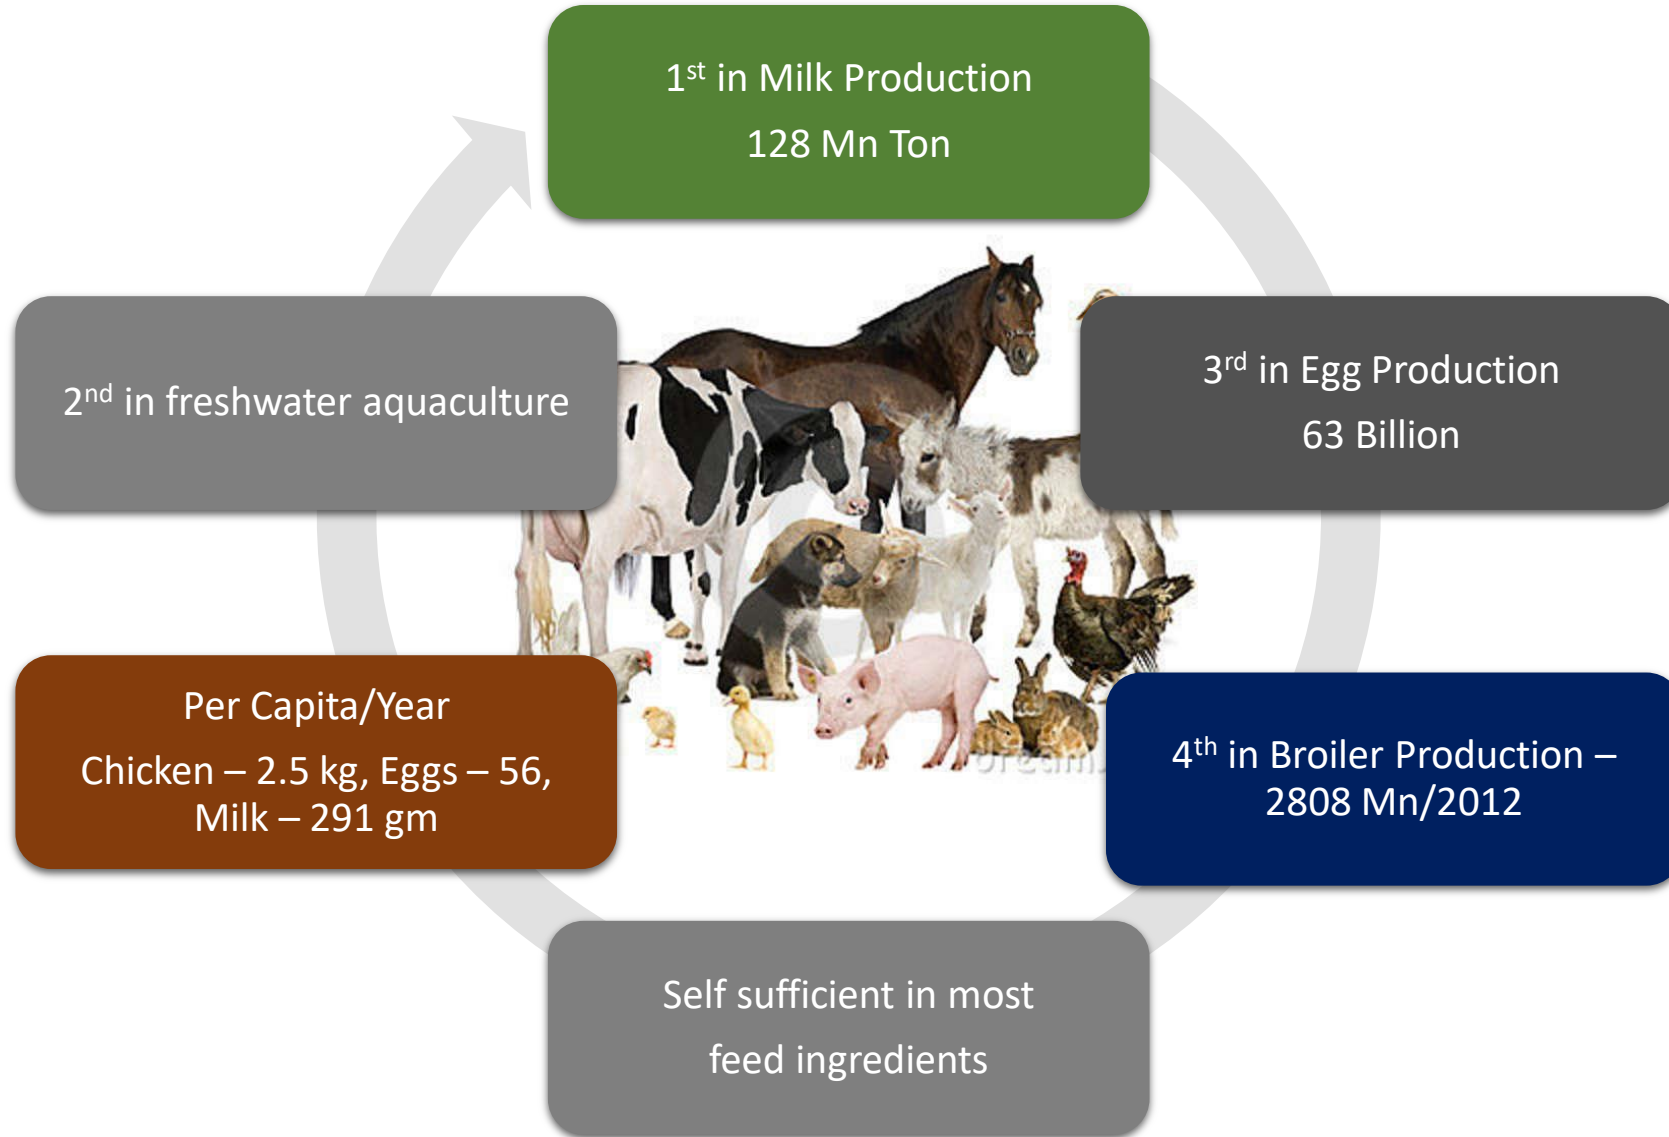 1st in Milk Production
128 Mn Ton
3rd in Egg Production
63 Billion
4th in Broiler Production –
2808 Mn/2012
Self sufficient in most
feed ingredients
Per Capita/Year
Chicken – 2.5 kg, Eggs – 56,
Milk – 291 gm
2nd in freshwater aquaculture